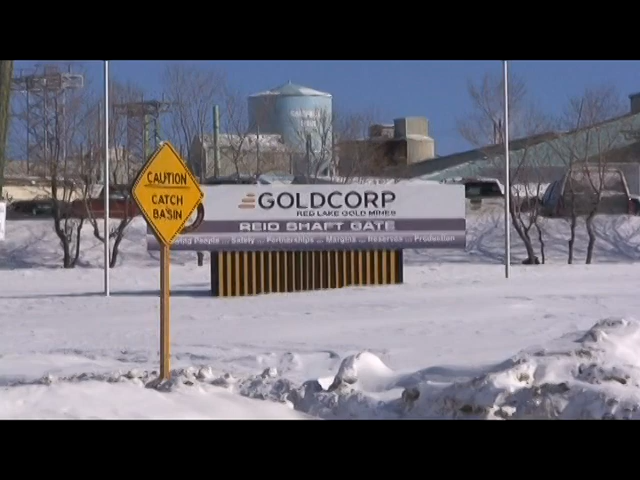 CAUTION
CATCH
BASIN
GOLDCORP
RED LAKE GOLD MINES
REID SHAFT GATE
People ... Safety ... Partnerships ... Margins ... Reserves ... Production